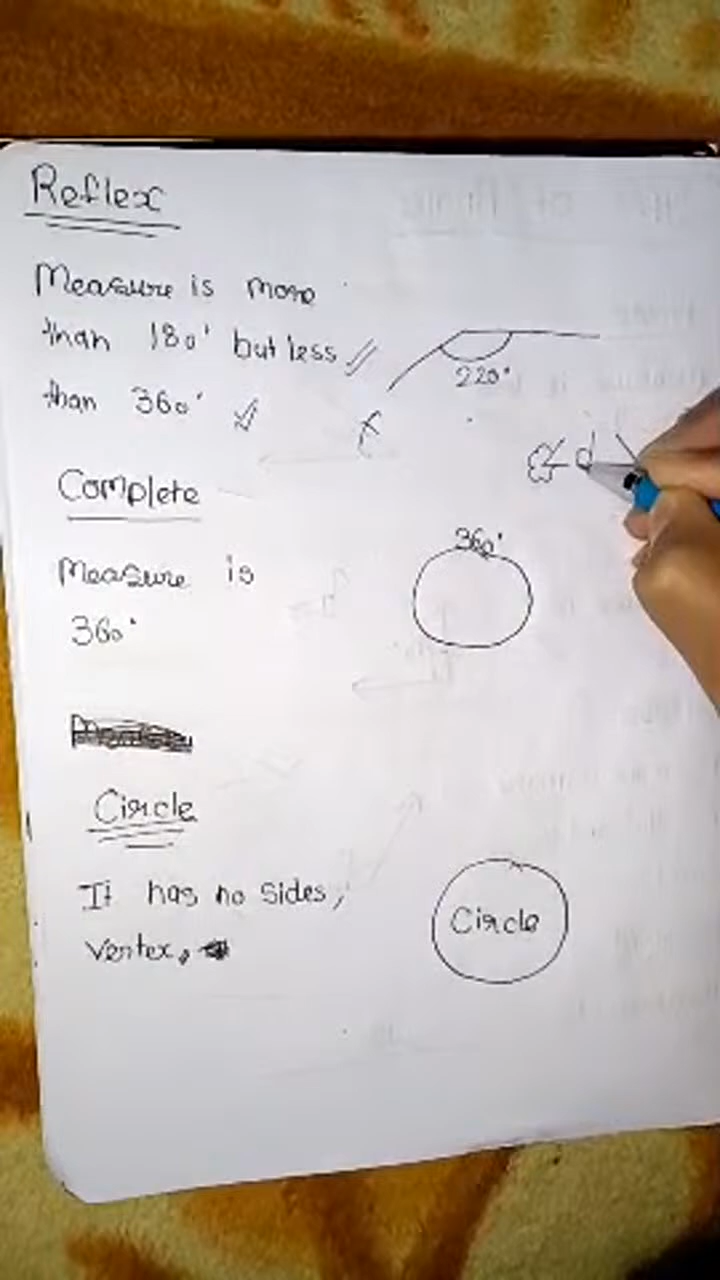 Reflex
Measure is more
than 180° but less
than 360°
220°
Complete
Measure is
360°
360°
Circle
It has no sides,
vertex,
Circle